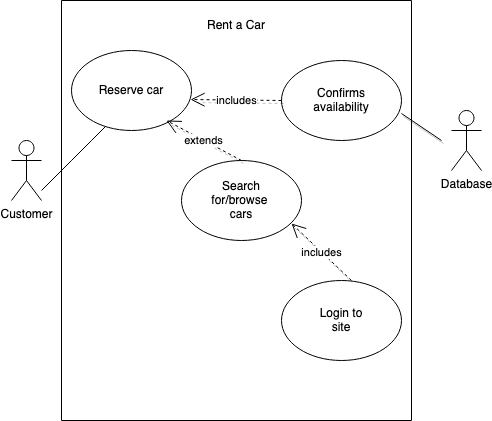 Rent a Car
Reserve car
includes
Confirms
availability
extends
Customer
Database
Search
for/browse
cars
includes
Login to
site